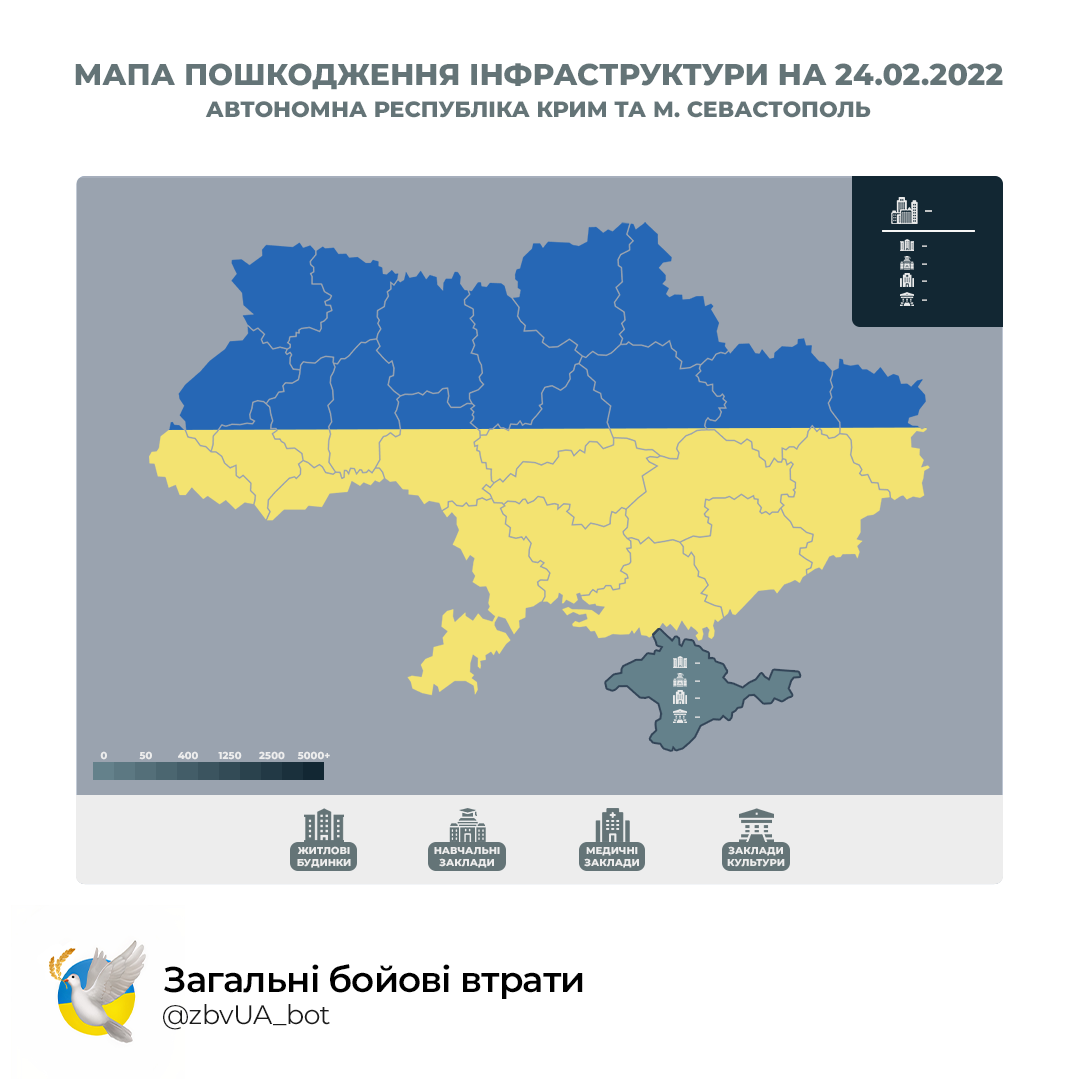 МАПА ПОШКОДЖЕННЯ ІНФРАСТРУКТУРИ НА 24.02.2022
АВТОНОМНА РЕСПУБЛІКА КРИМ ТА М. СЕВАСТОПОЛЬ
–
–
–
–
–
–
–
–
–
0 50 400 1250 2500 5000+
ЖИТЛОВІ
БУДИНКИ
НАВЧАЛЬНІ
ЗАКЛАДИ
МЕДИЧНІ
ЗАКЛАДИ
ЗАКЛАДИ
КУЛЬТУРИ
Загальні бойові втрати
@zbvUA_bot